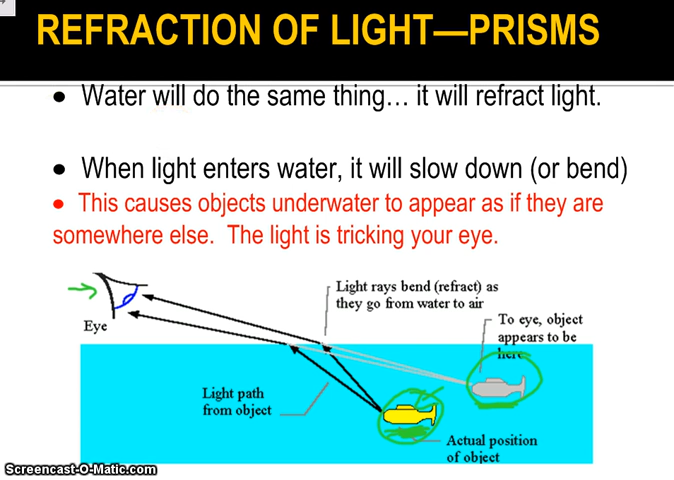 REFRACTION OF LIGHT—PRISMS
• Water will do the same thing… it will refract light.
• When light enters water, it will slow down (or bend)
• This causes objects underwater to appear as if they are
somewhere else. The light is tricking your eye.
Light rays bend (refract) as
they go from water to air
Eye
To eye, object
appears to be
here
Light path
from object
Actual position
of object
Screencast-O-Matic.com